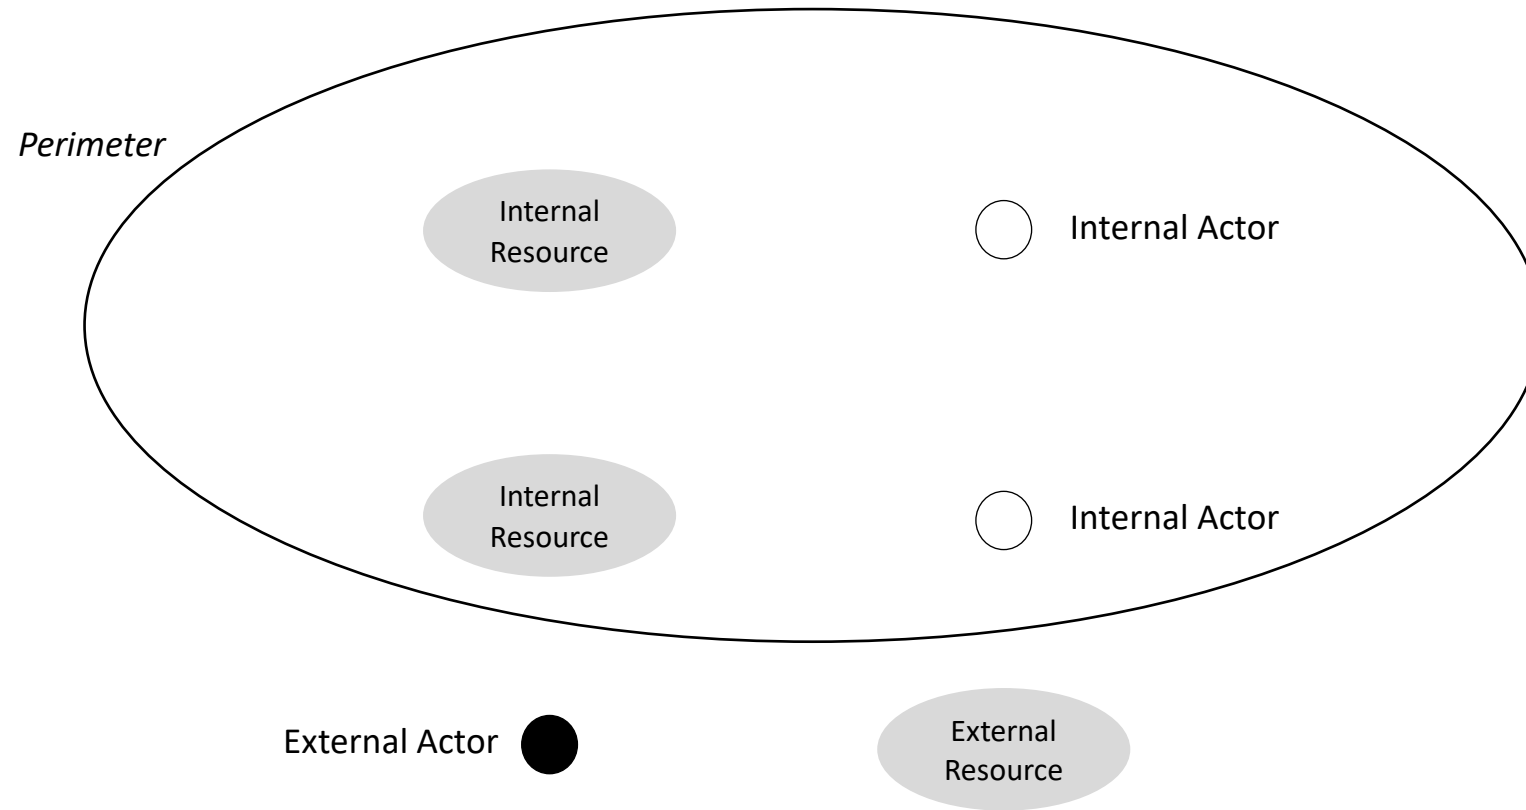 Perimeter
Internal
Resource
Internal Actor
Internal
Resource
Internal Actor
External Actor
External
Resource